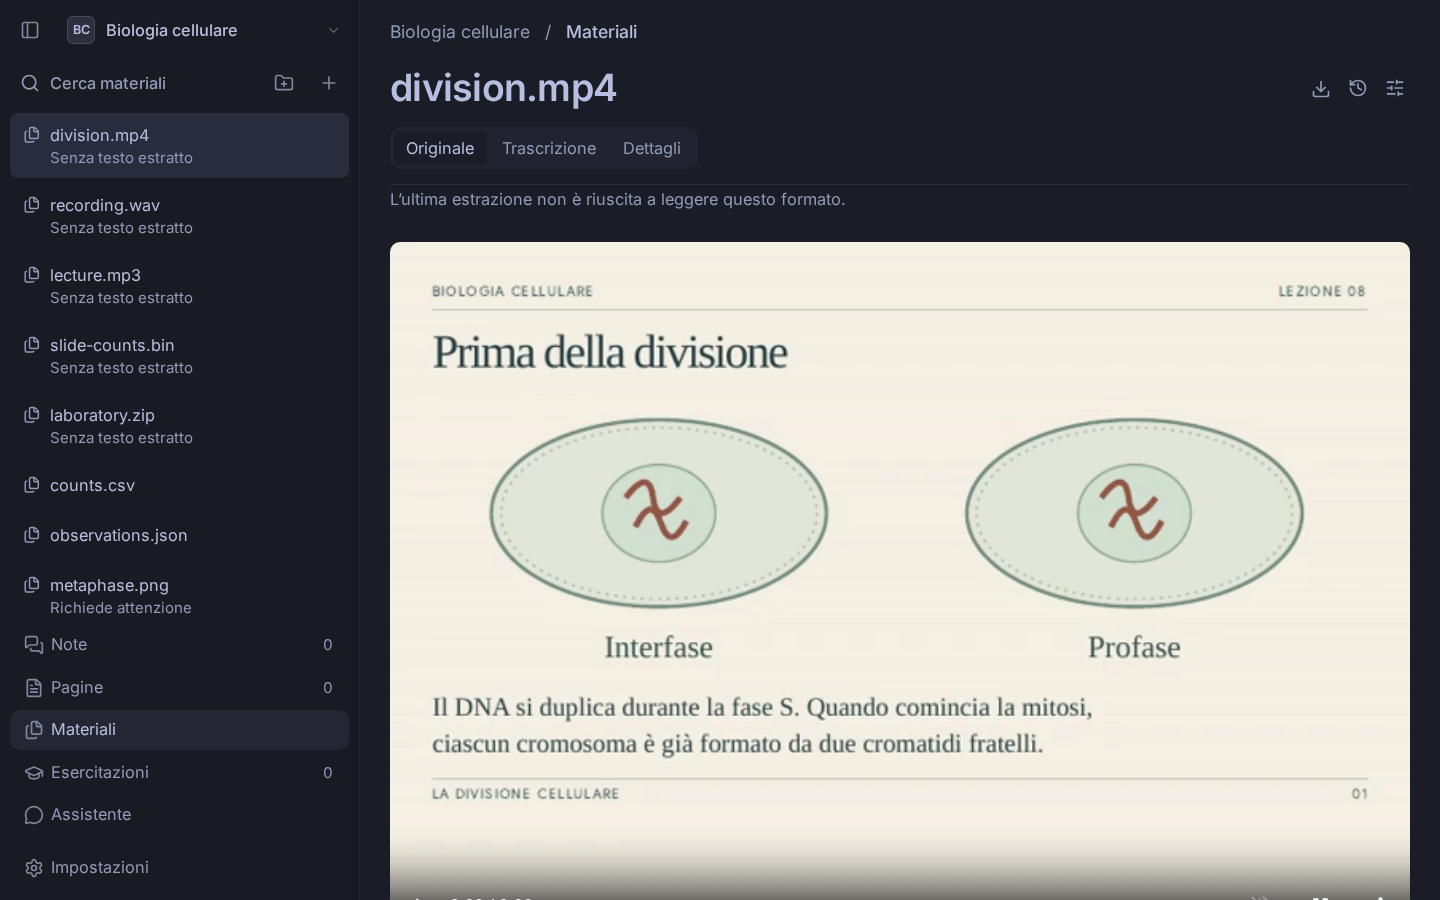 BC Biologia cellulare
Cerca materiali
division.mp4
Senza testo estratto
recording.wav
Senza testo estratto
lecture.mp3
Senza testo estratto
slide-counts.bin
Senza testo estratto
laboratory.zip
Senza testo estratto
counts.csv
observations.json
metaphase.png
Richiede attenzione
Note 0
Pagine 0
Materiali
Esercitazioni 0
Assistente
Impostazioni
Biologia cellulare / Materiali
division.mp4
Originale Trascrizione Dettagli
L’ultima estrazione non è riuscita a leggere questo formato.
BIOLOGIA CELLULARE LEZIONE 08
Prima della divisione
Interfase Profase
Il DNA si duplica durante la fase S. Quando comincia la mitosi,
ciascun cromosoma è già formato da due cromatidi fratelli.
LA DIVISIONE CELLULARE 01